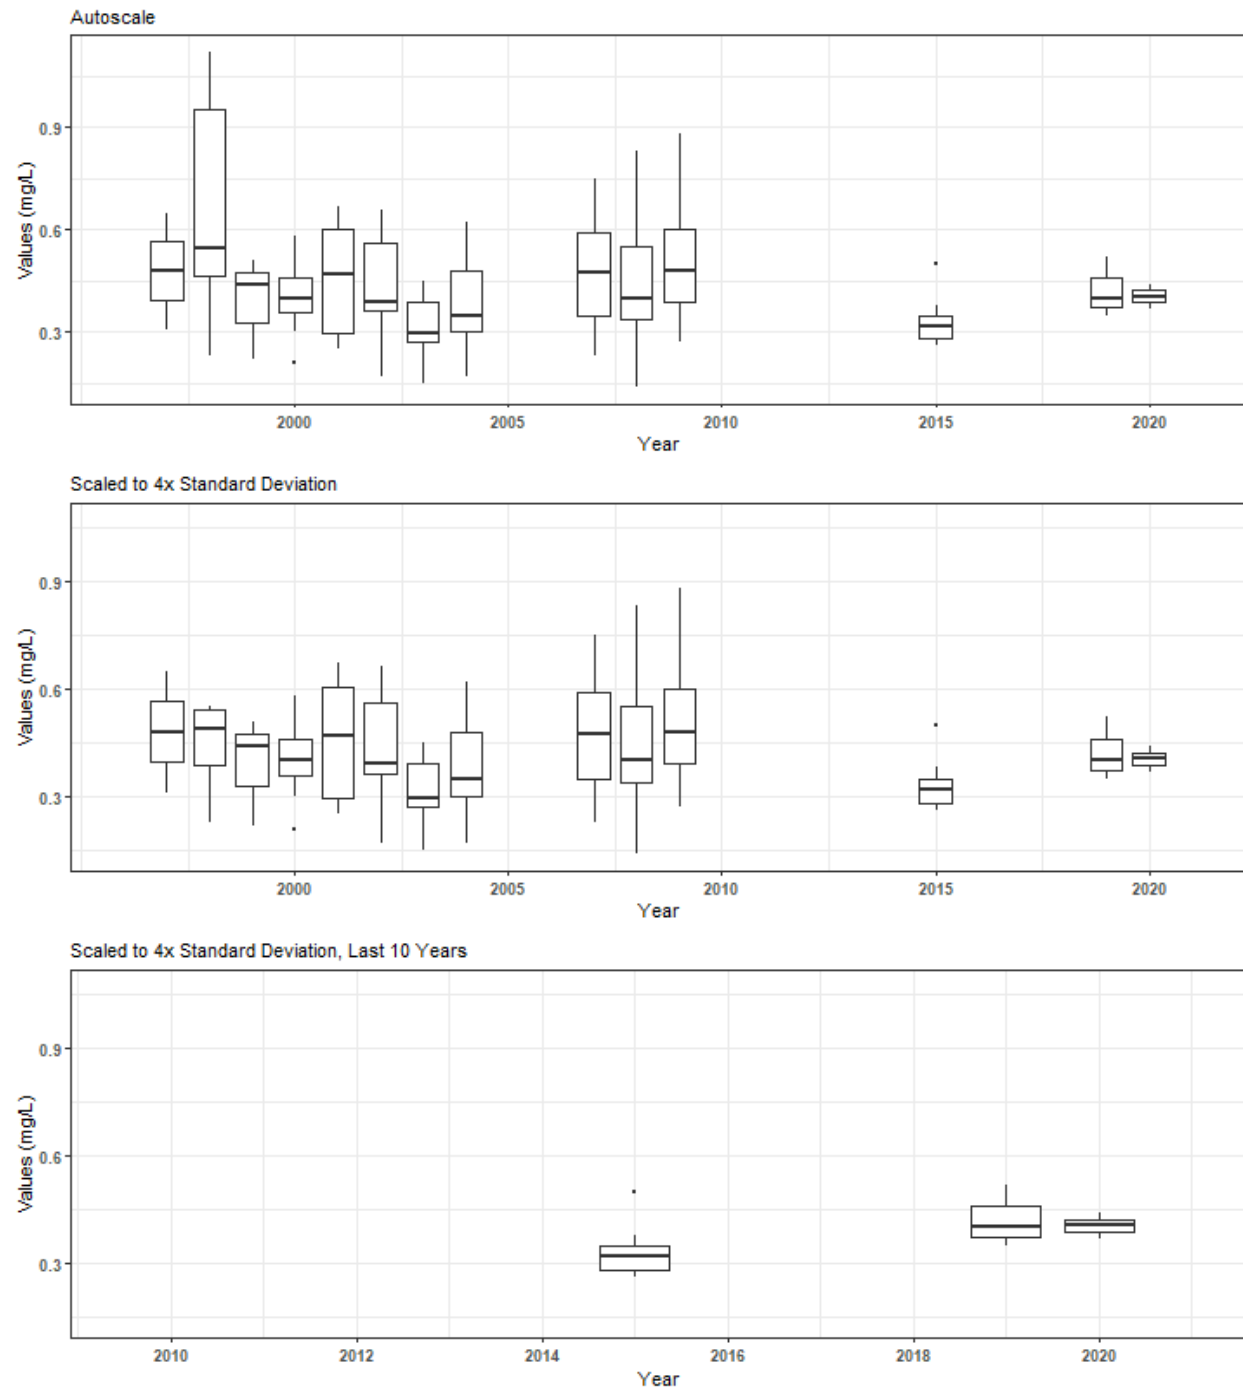 Autoscale
0.9
0.6
0.3
Values (mg/L)
2000 2005 2010 2015 2020
Year
Scaled to 4x Standard Deviation
0.9
0.6
0.3
Values (mg/L)
2000 2005 2010 2015 2020
Year
Scaled to 4x Standard Deviation, Last 10 Years
0.9
0.6
0.3
Values (mg/L)
2010 2012 2014 2016 2018 2020
Year